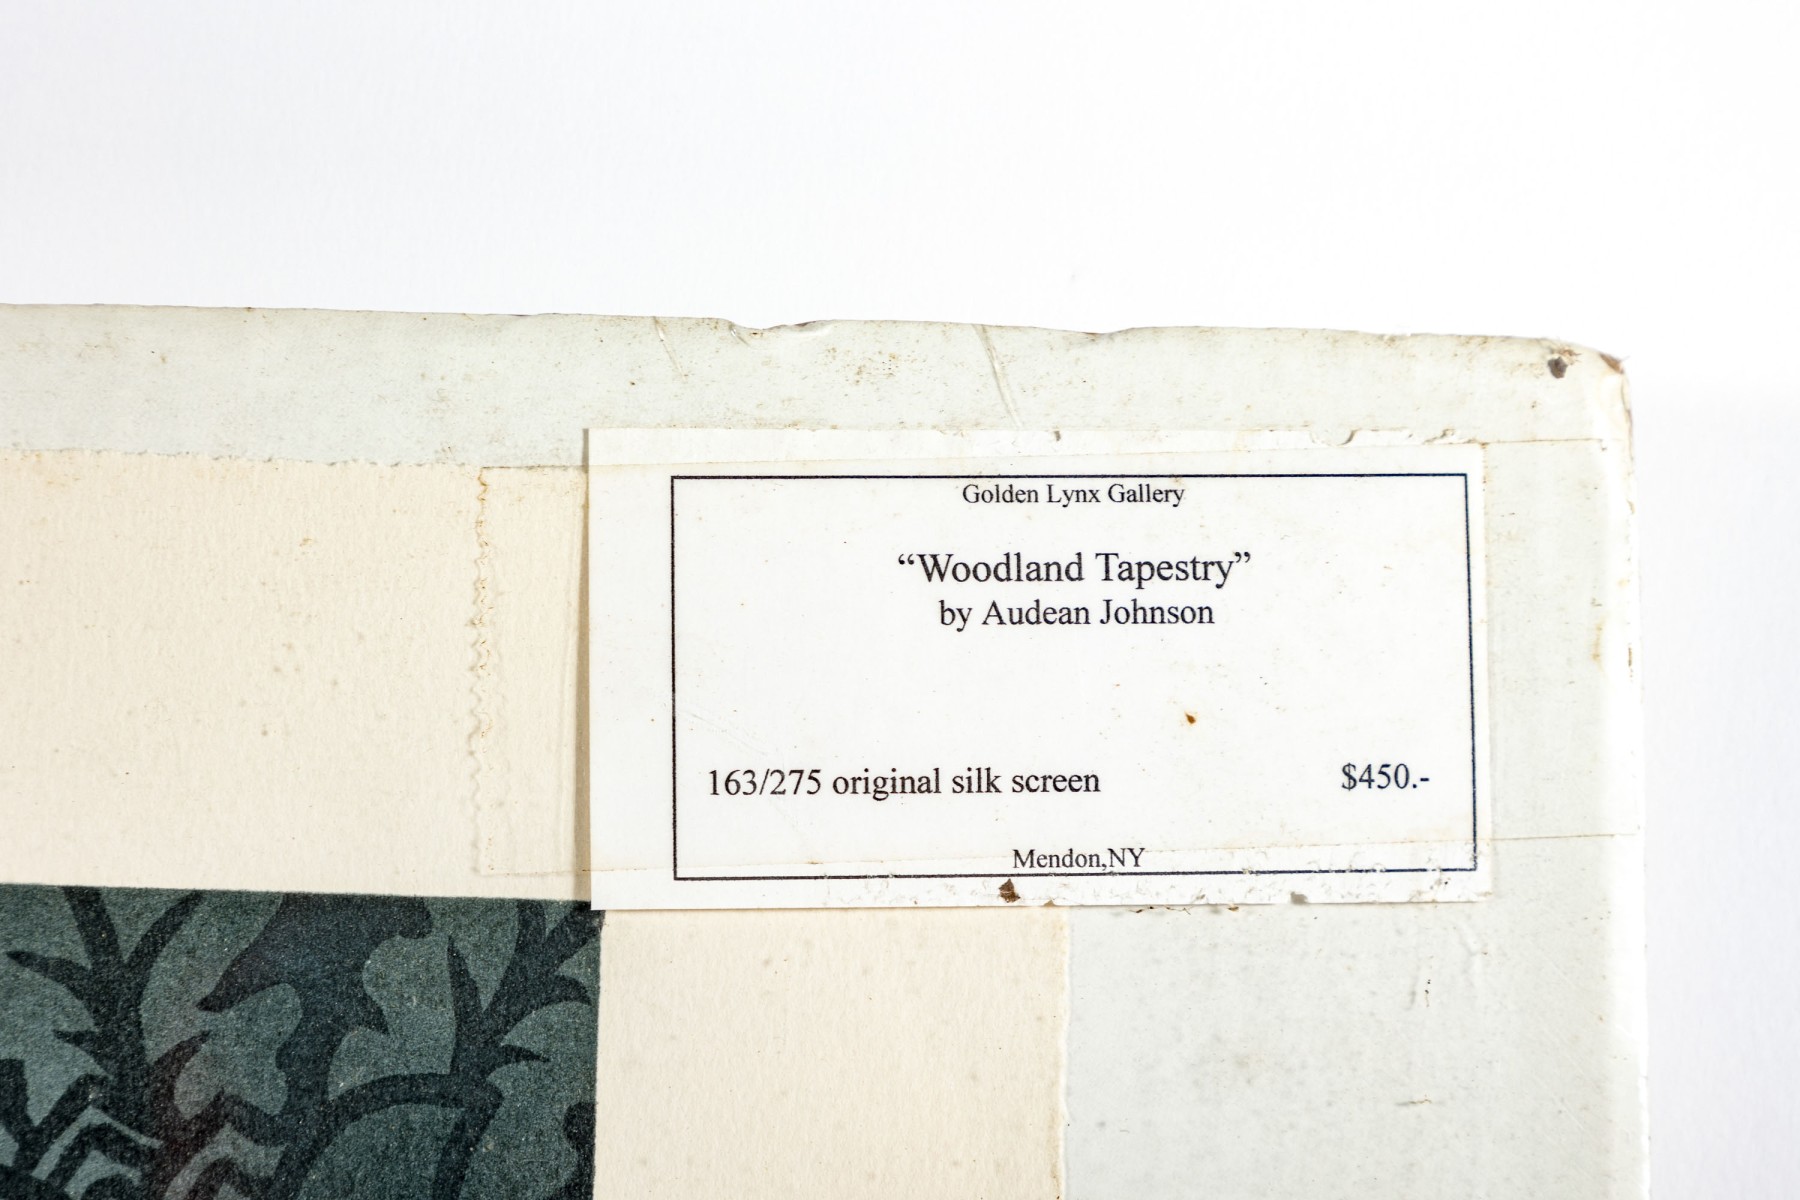 Golden Lynx Gallery
“Woodland Tapestry”
by Audean Johnson
163/275 original silk screen $450.-
Mendon,NY